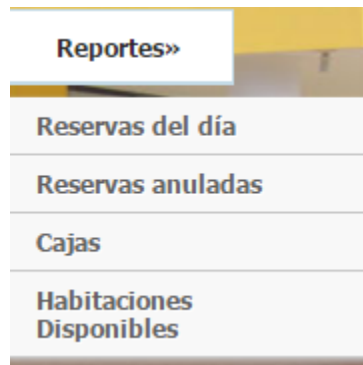 Reportes»
Reservas del día
Reservas anuladas
Cajas
Habitaciones
Disponibles